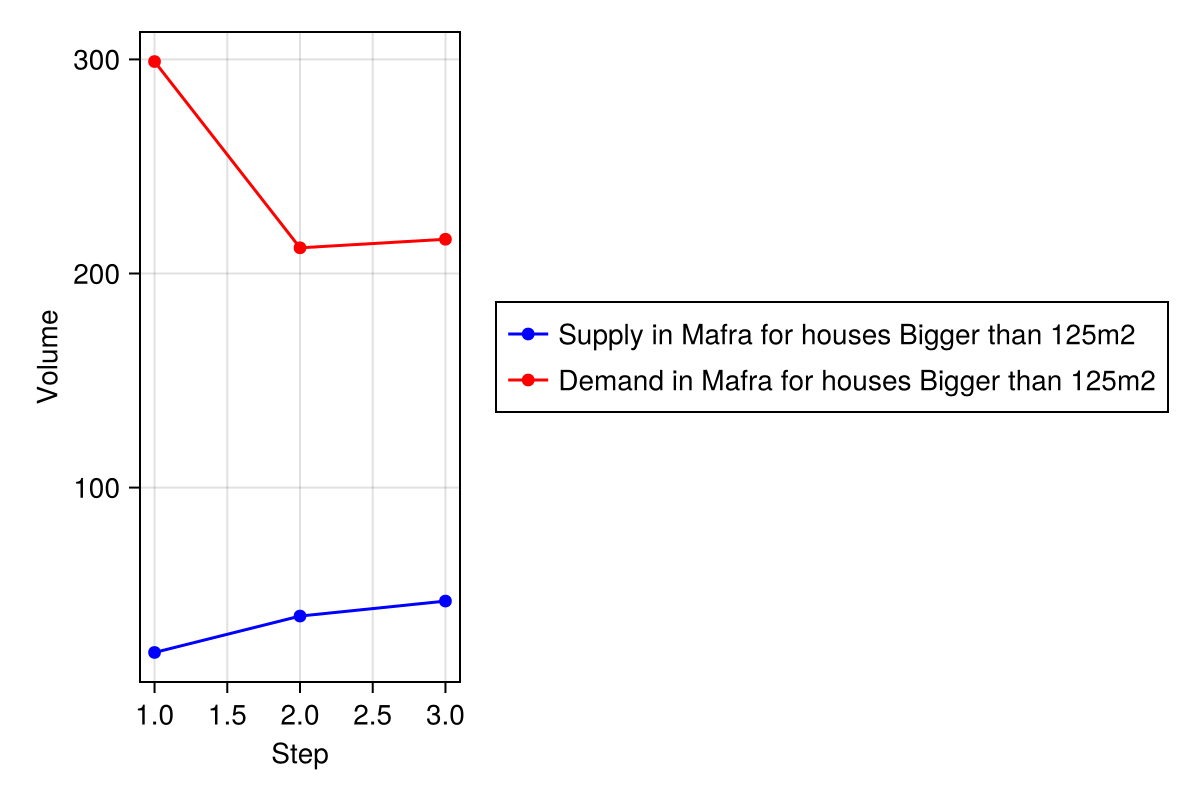 300
200
100
Volume
1.0 1.5 2.0 2.5 3.0
Step
Supply in Mafra for houses Bigger than 125m2
Demand in Mafra for houses Bigger than 125m2